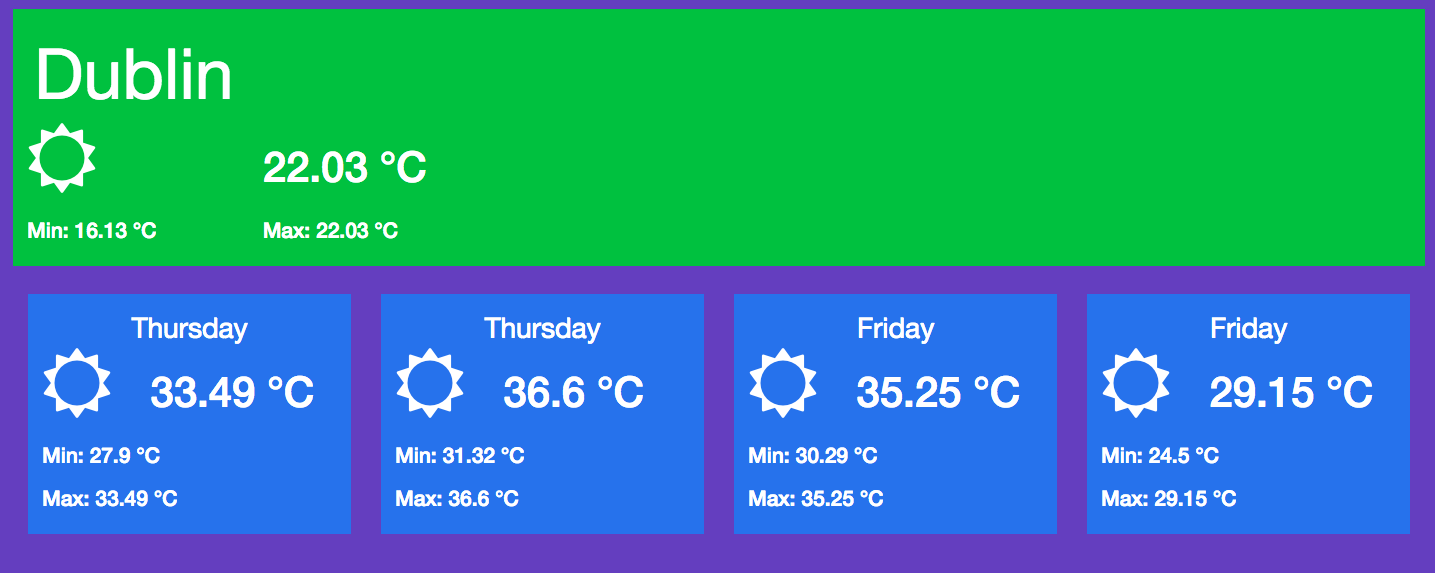 Dublin
22.03 °C
Min: 16.13 °C
Max: 22.03 °C
Thursday
33.49 °C
Min: 27.9 °C
Max: 33.49 °C
Thursday
36.6 °C
Min: 31.32 °C
Max: 36.6 °C
Friday
35.25 °C
Min: 30.29 °C
Max: 35.25 °C
Friday
29.15 °C
Min: 24.5 °C
Max: 29.15 °C